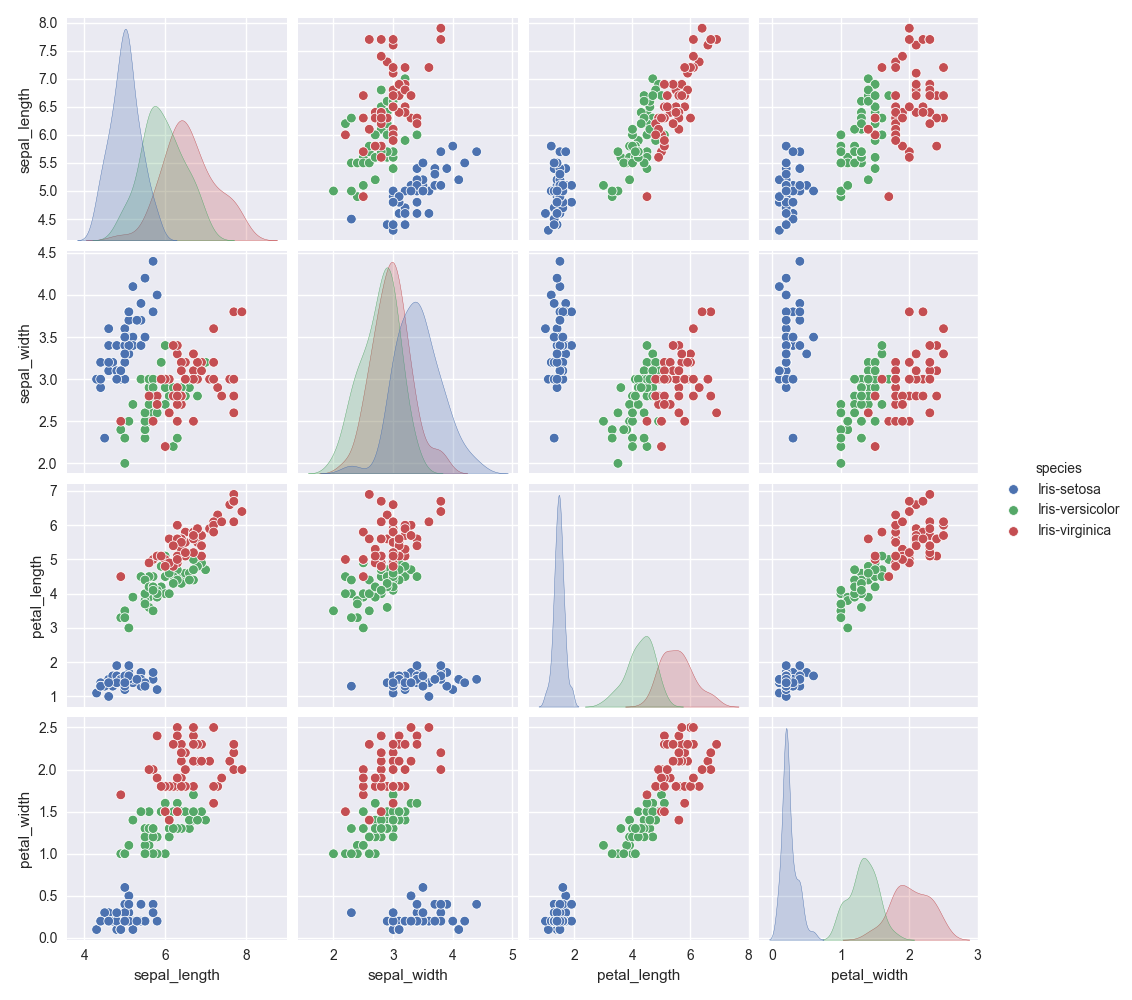 8.0
7.5
7.0
6.5
6.0
5.5
5.0
4.5
sepal_length
4.5
4.0
3.5
3.0
2.5
2.0
sepal_width
species
Iris-setosa
Iris-versicolor
Iris-virginica
7
6
5
4
3
2
1
petal_length
2.5
2.0
1.5
1.0
0.5
0.0
petal_width
4 6 8 2 3 4 5 2 4 6 8 0 1 2 3
sepal_length sepal_width petal_length petal_width